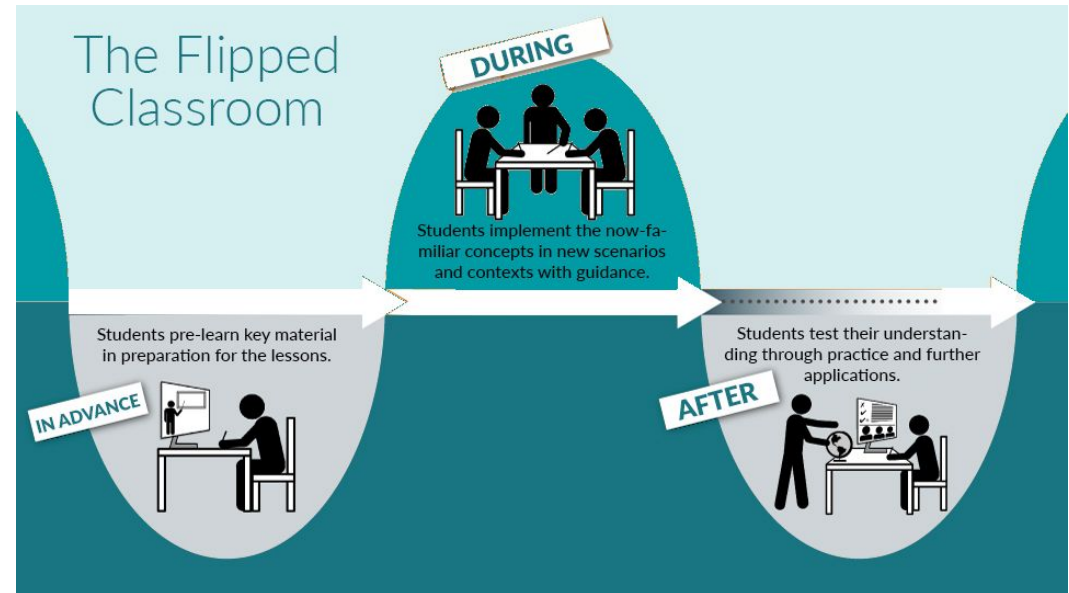 The Flipped
Classroom
DURING
Students implement the now-fa-
miliar concepts in new scenarios
and contexts with guidance.
Students pre-learn key material
in preparation for the lessons.
IN ADVANCE
Students test their understan-
ding through practice and further
applications.
AFTER